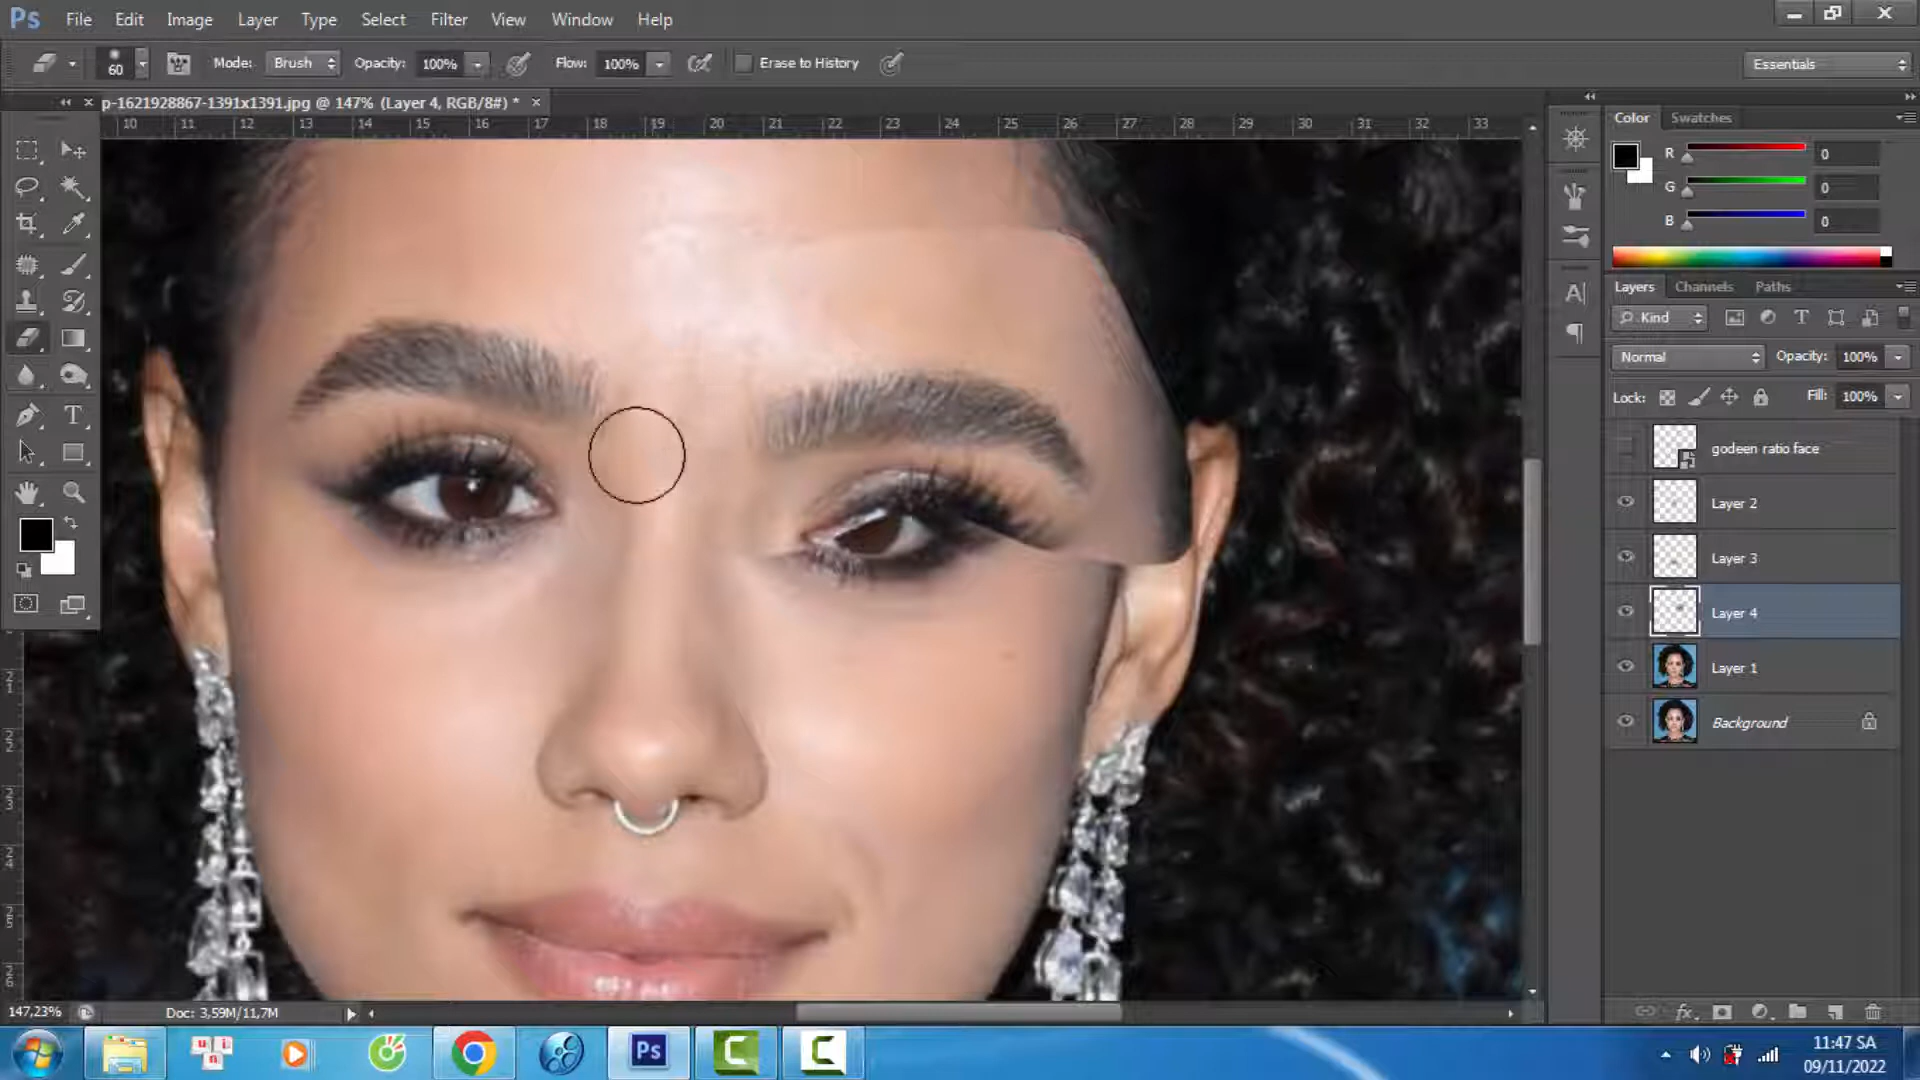 Ps File Edit Image Layer Type Select Filter View Window Help
60 Mode: Brush Opacity: 100% Flow: 100% Erase to History Essentials
p-1621928867-1391x1391.jpg @ 147% (Layer 4, RGB/8#) *
10 11 12 13 14 15 16 17 18 19 20 21 22 23 24 25 26 27 28 29 30 31 32 33
Color Swatches
R 0
G 0
B 0
Layers Channels Paths
Kind
Normal Opacity: 100%
Lock: Fill: 100%
godeen ratio face
Layer 2
Layer 3
Layer 4
Layer 1
Background
147,23% Doc: 3,59M/11,7M
Ps
11:47 SA
09/11/2022